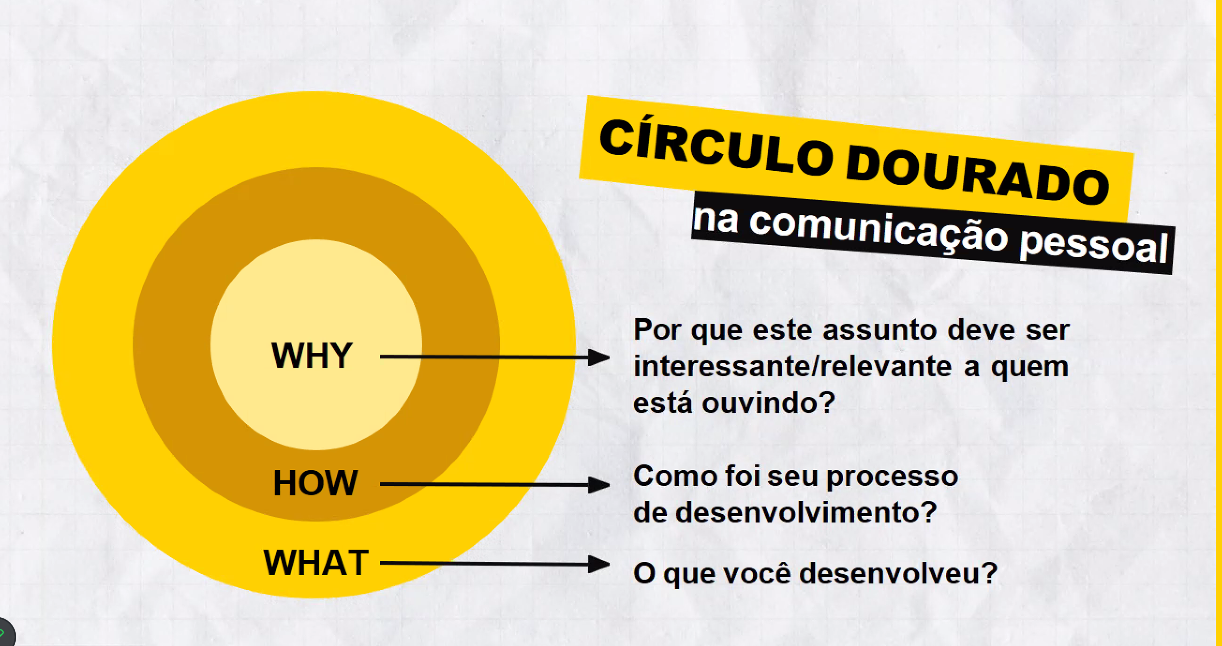 CÍRCULO DOURADO
na comunicação pessoal
WHY
Por que este assunto deve ser
interessante/relevante a quem
está ouvindo?
HOW
Como foi seu processo
de desenvolvimento?
WHAT
O que você desenvolveu?